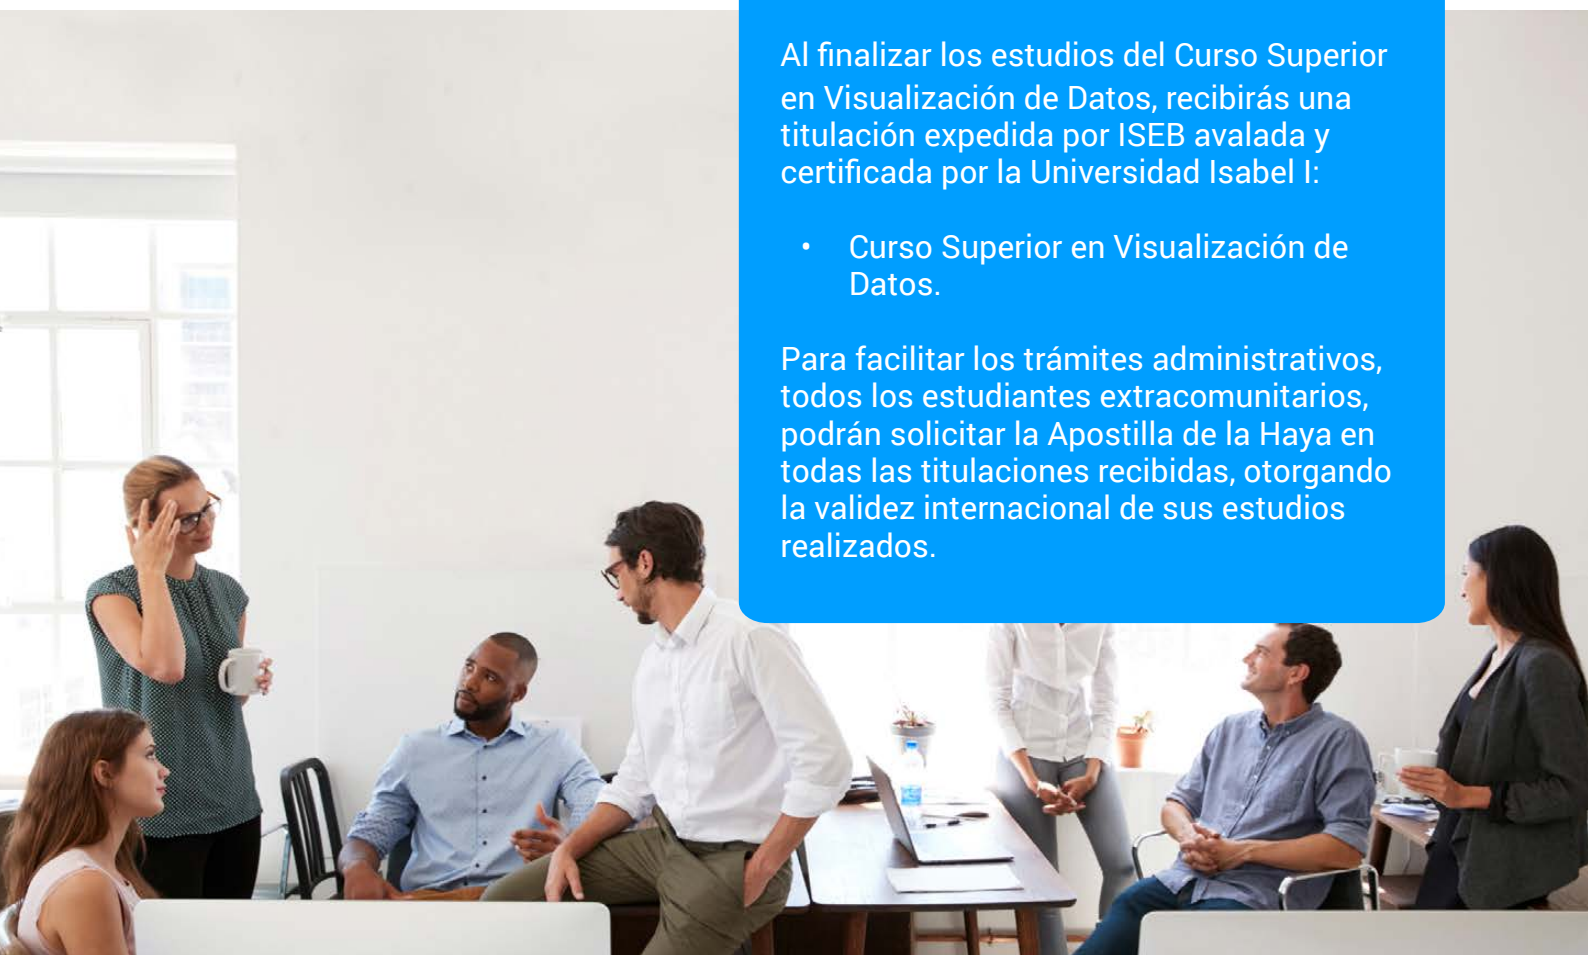 Al finalizar los estudios del Curso Superior
en Visualización de Datos, recibirás una
titulación expedida por ISEB avalada y
certificada por la Universidad Isabel I:
• Curso Superior en Visualización de
Datos.
Para facilitar los trámites administrativos,
todos los estudiantes extracomunitarios,
podrán solicitar la Apostilla de la Haya en
todas las titulaciones recibidas, otorgando
la validez internacional de sus estudios
realizados.